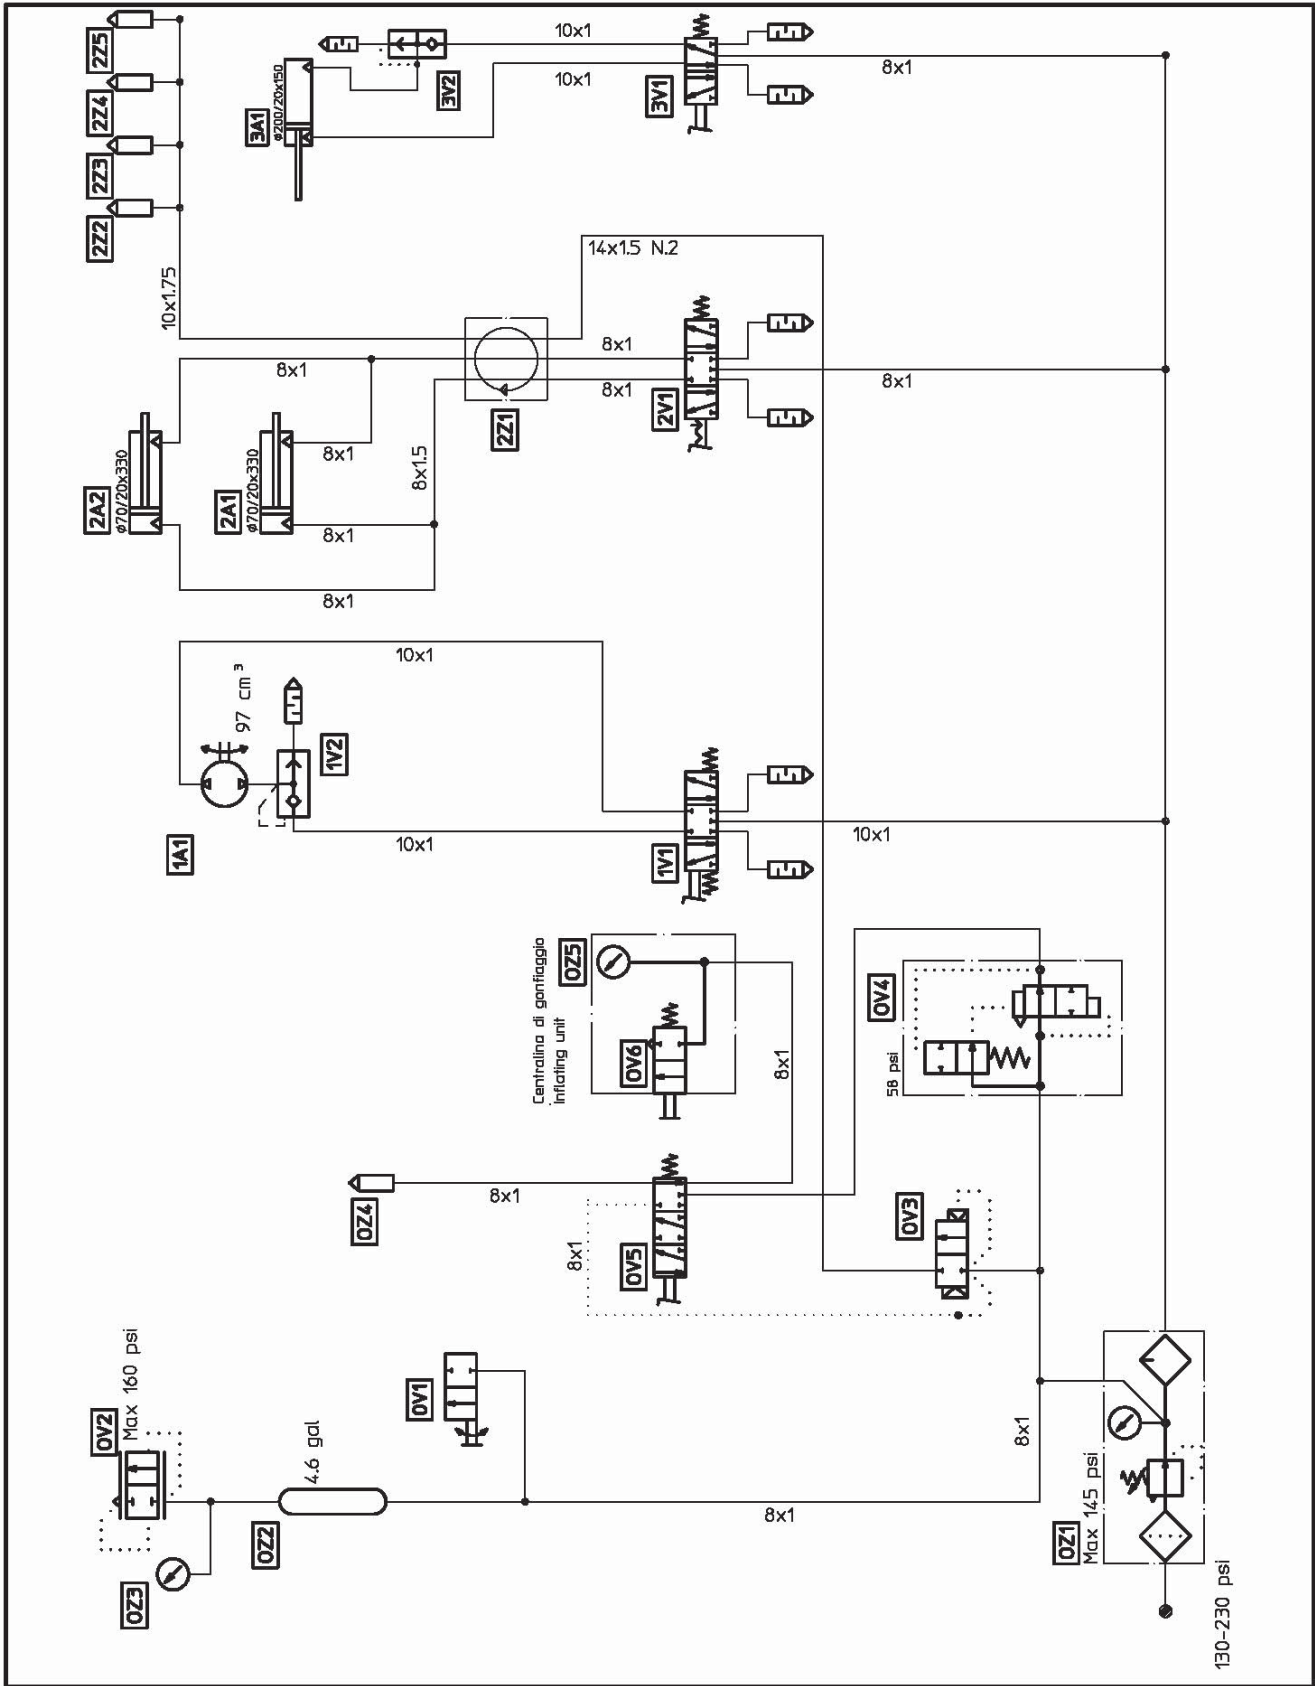 2Z5
2Z4
2Z3
2Z2
10x1.75
3A1
ø200/20x150
3V2
10x1
10x1
3V1
8x1
14x1.5 N.2
2A2
ø70/20x330
2A1
ø70/20x330
8x1
8x1
8x1
8x1
8x1.5
2Z1
8x1
8x1
2V1
8x1
1A1
97 cm³
1V2
10x1
10x1
1V1
10x1
Centralina di gonfiaggio
Inflating unit
0Z5
0V6
8x1
0V4
58 psi
0Z4
8x1
8x1
0V5
0V3
0V2
Max 160 psi
0Z3
0Z2
4.6 gal
0V1
8x1
8x1
0Z1
Max 145 psi
130-230 psi